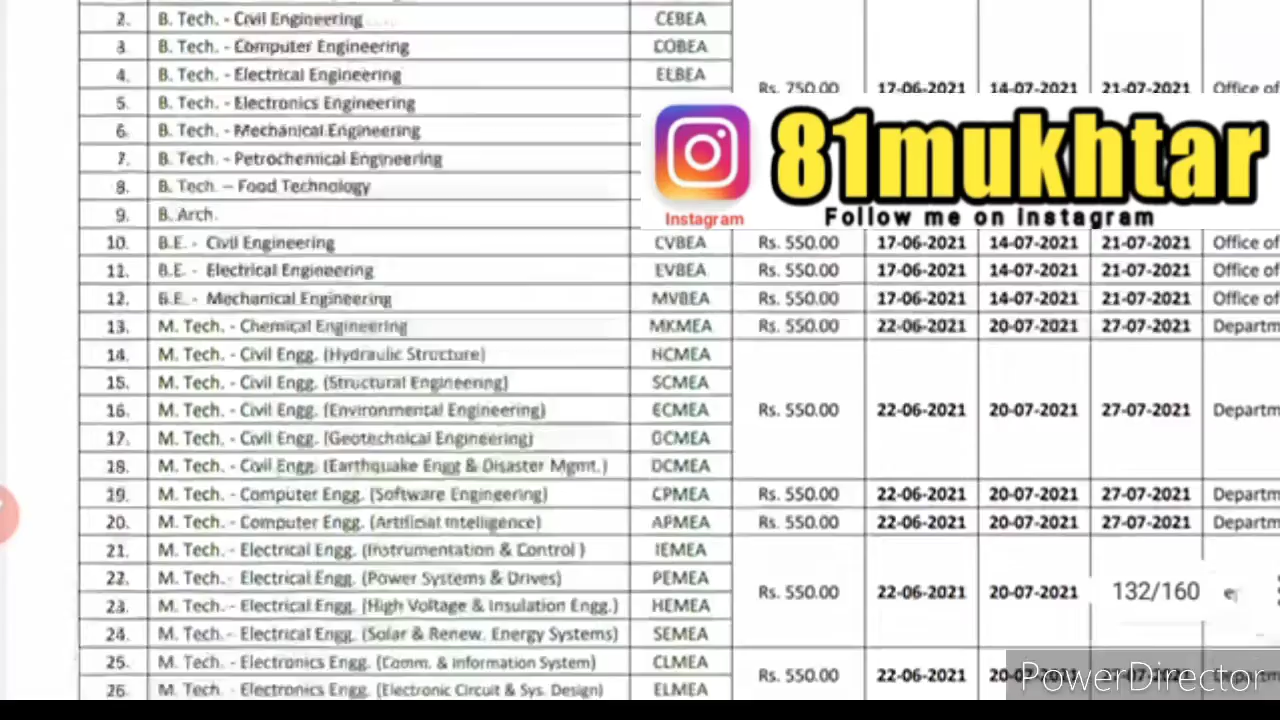 2. B. Tech. - Civil Engineering CEBEA
3. B. Tech. - Computer Engineering COBEA
4. B. Tech. - Electrical Engineering ELBEA
Rs. 750.00 17-06-2021 14-07-2021 21-07-2021 Office of
5. B. Tech. - Electronics Engineering
6. B. Tech. - Mechanical Engineering
7. B. Tech. - Petrochemical Engineering
8. B. Tech. – Food Technology
9. B. Arch.
81mukhtar
Instagram
Follow me on instagram
10. B.E. - Civil Engineering CVBEA Rs. 550.00 17-06-2021 14-07-2021 21-07-2021 Office of
11. B.E. - Electrical Engineering EVBEA Rs. 550.00 17-06-2021 14-07-2021 21-07-2021 Office of
12. B.E. - Mechanical Engineering MVBEA Rs. 550.00 17-06-2021 14-07-2021 21-07-2021 Office of
13. M. Tech. - Chemical Engineering MKMEA Rs. 550.00 22-06-2021 20-07-2021 27-07-2021 Departm
14. M. Tech. - Civil Engg. (Hydraulic Structure) HCMEA
15. M. Tech. - Civil Engg. (Structural Engineering) SCMEA
16. M. Tech. - Civil Engg. (Environmental Engineering) ECMEA Rs. 550.00 22-06-2021 20-07-2021 27-07-2021 Departm
17. M. Tech. - Civil Engg. (Geotechnical Engineering) GCMEA
18. M. Tech. - Civil Engg. (Earthquake Engg & Disaster Mgmt.) DCMEA
19. M. Tech. - Computer Engg. (Software Engineering) CPMEA Rs. 550.00 22-06-2021 20-07-2021 27-07-2021 Departm
20. M. Tech. - Computer Engg. (Artificial Intelligence) APMEA Rs. 550.00 22-06-2021 20-07-2021 27-07-2021 Departm
21. M. Tech. - Electrical Engg. (Instrumentation & Control ) IEMEA
22. M. Tech. - Electrical Engg. (Power Systems & Drives) PEMEA
Rs. 550.00 22-06-2021 20-07-2021
132/160
23. M. Tech. - Electrical Engg. (High Voltage & Insulation Engg.) HEMEA
24. M. Tech. - Electrical Engg. (Solar & Renew. Energy Systems) SEMEA
25. M. Tech. - Electronics Engg. (Comm. & Information System) CLMEA
Rs. 550.00 22-06-2021 20-07-2021 27-07-2021
PowerDirector
26. M. Tech. - Electronics Engg. (Electronic Circuit & Sys. Design) ELMEA